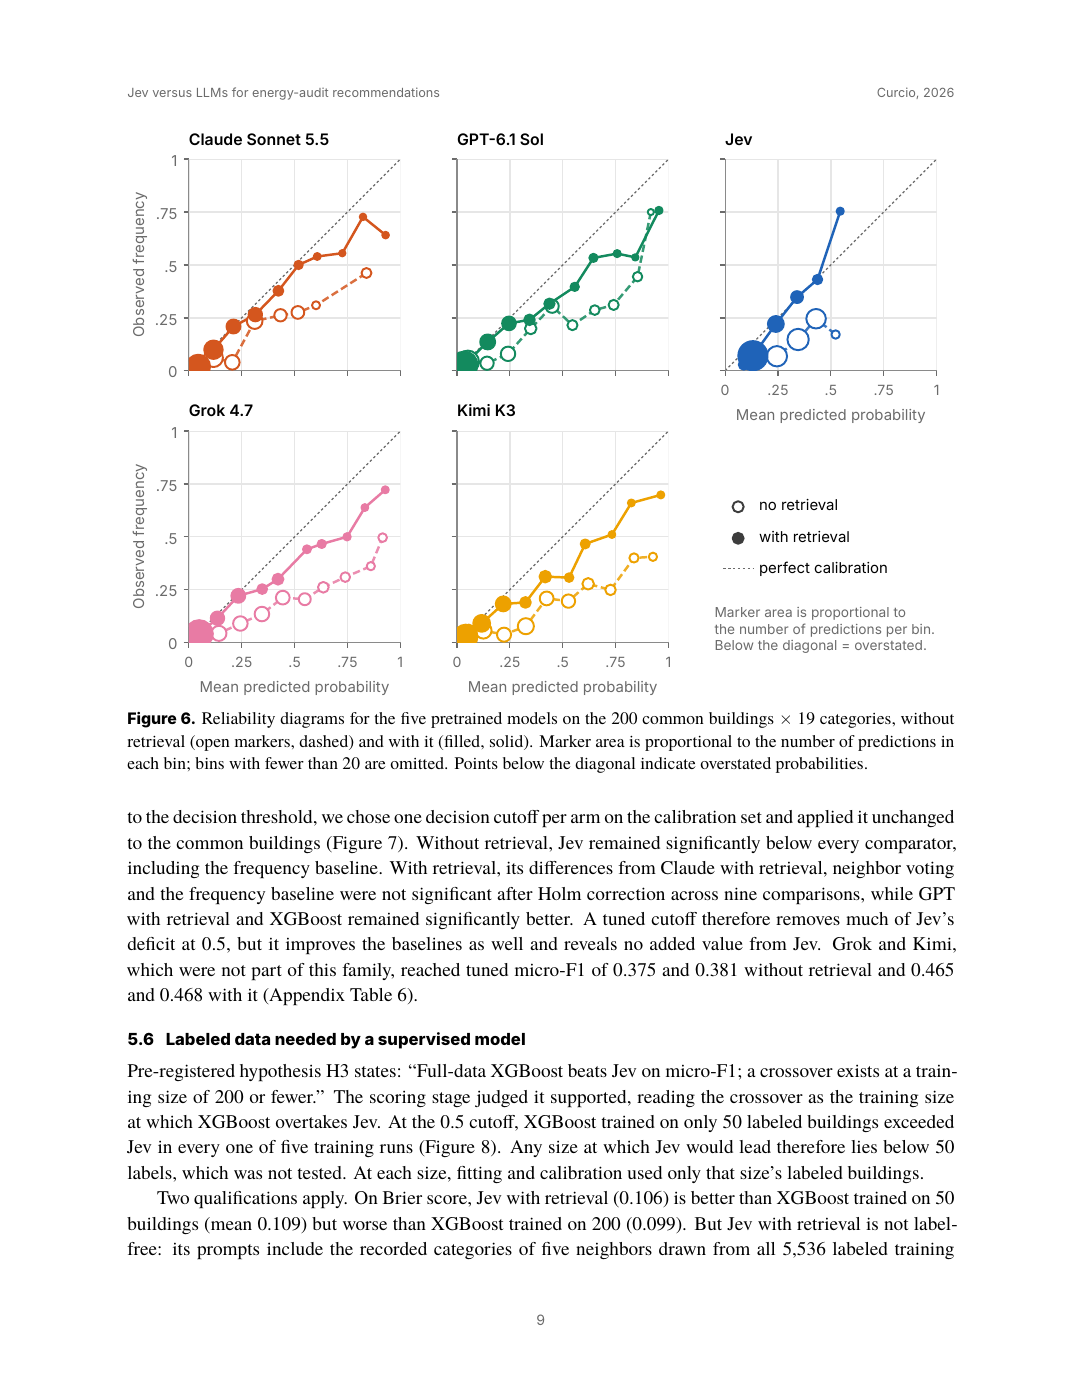 Jev versus LLMs for energy-audit recommendations
Curcio, 2026
Claude Sonnet 5.5
GPT-6.1 Sol
Jev
1
.75
.5
.25
0
Observed frequency
0 .25 .5 .75 1
Mean predicted probability
Grok 4.7
Kimi K3
1
.75
.5
.25
0
Observed frequency
0 .25 .5 .75 1
Mean predicted probability
0 .25 .5 .75 1
Mean predicted probability
no retrieval
with retrieval
perfect calibration
Marker area is proportional to
the number of predictions per bin.
Below the diagonal = overstated.
Figure 6. Reliability diagrams for the five pretrained models on the 200 common buildings × 19 categories, without
retrieval (open markers, dashed) and with it (filled, solid). Marker area is proportional to the number of predictions in
each bin; bins with fewer than 20 are omitted. Points below the diagonal indicate overstated probabilities.
to the decision threshold, we chose one decision cutoff per arm on the calibration set and applied it unchanged
to the common buildings (Figure 7). Without retrieval, Jev remained significantly below every comparator,
including the frequency baseline. With retrieval, its differences from Claude with retrieval, neighbor voting
and the frequency baseline were not significant after Holm correction across nine comparisons, while GPT
with retrieval and XGBoost remained significantly better. A tuned cutoff therefore removes much of Jev's
deficit at 0.5, but it improves the baselines as well and reveals no added value from Jev. Grok and Kimi,
which were not part of this family, reached tuned micro-F1 of 0.375 and 0.381 without retrieval and 0.465
and 0.468 with it (Appendix Table 6).
5.6 Labeled data needed by a supervised model
Pre-registered hypothesis H3 states: “Full-data XGBoost beats Jev on micro-F1; a crossover exists at a train-
ing size of 200 or fewer.” The scoring stage judged it supported, reading the crossover as the training size
at which XGBoost overtakes Jev. At the 0.5 cutoff, XGBoost trained on only 50 labeled buildings exceeded
Jev in every one of five training runs (Figure 8). Any size at which Jev would lead therefore lies below 50
labels, which was not tested. At each size, fitting and calibration used only that size's labeled buildings.
Two qualifications apply. On Brier score, Jev with retrieval (0.106) is better than XGBoost trained on 50
buildings (mean 0.109) but worse than XGBoost trained on 200 (0.099). But Jev with retrieval is not label-
free: its prompts include the recorded categories of five neighbors drawn from all 5,536 labeled training
9